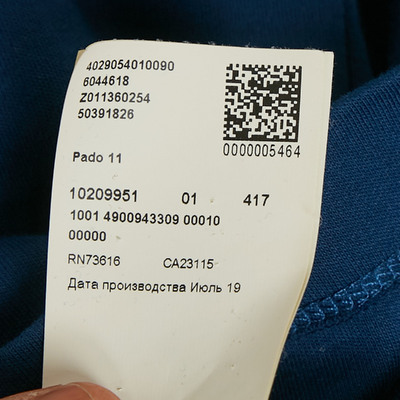 4029054010090
6044618
Z011360254
50391826
0000005464
Pado 11
10209951 01 417
1001 4900943309 00010
00000
RN73616 CA23115
Дата производства Июль 19